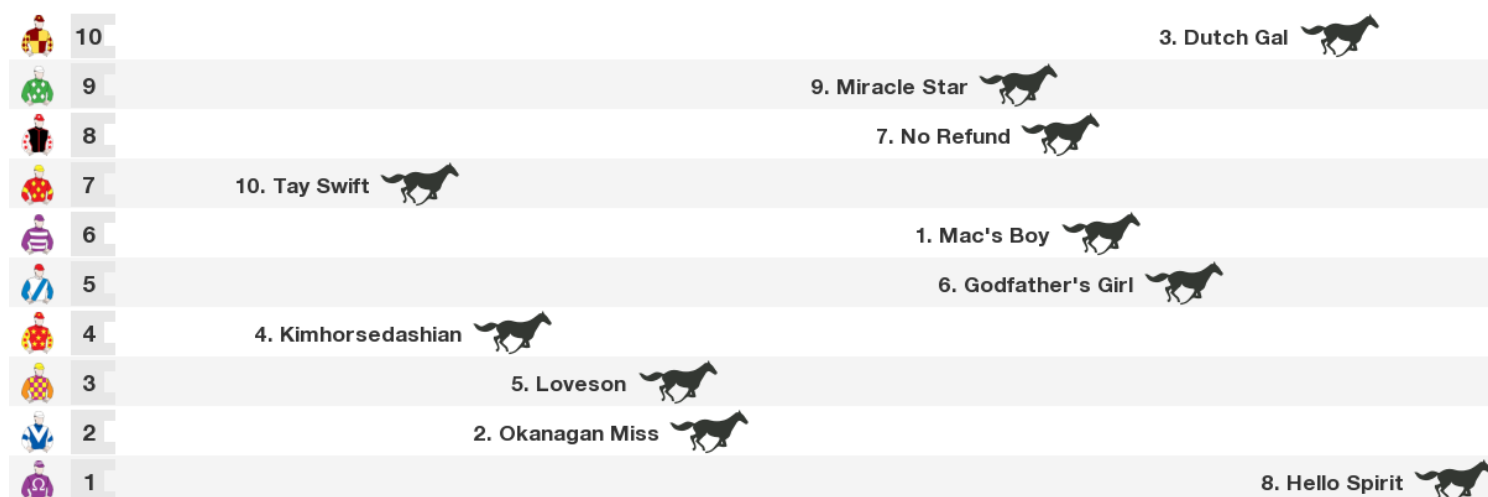 10 3. Dutch Gal
9 9. Miracle Star
8 7. No Refund
7 10. Tay Swift
6 1. Mac's Boy
5 6. Godfather's Girl
4 4. Kimhorsedashian
3 5. Loveson
2 2. Okanagan Miss
Ω 1 8. Hello Spirit